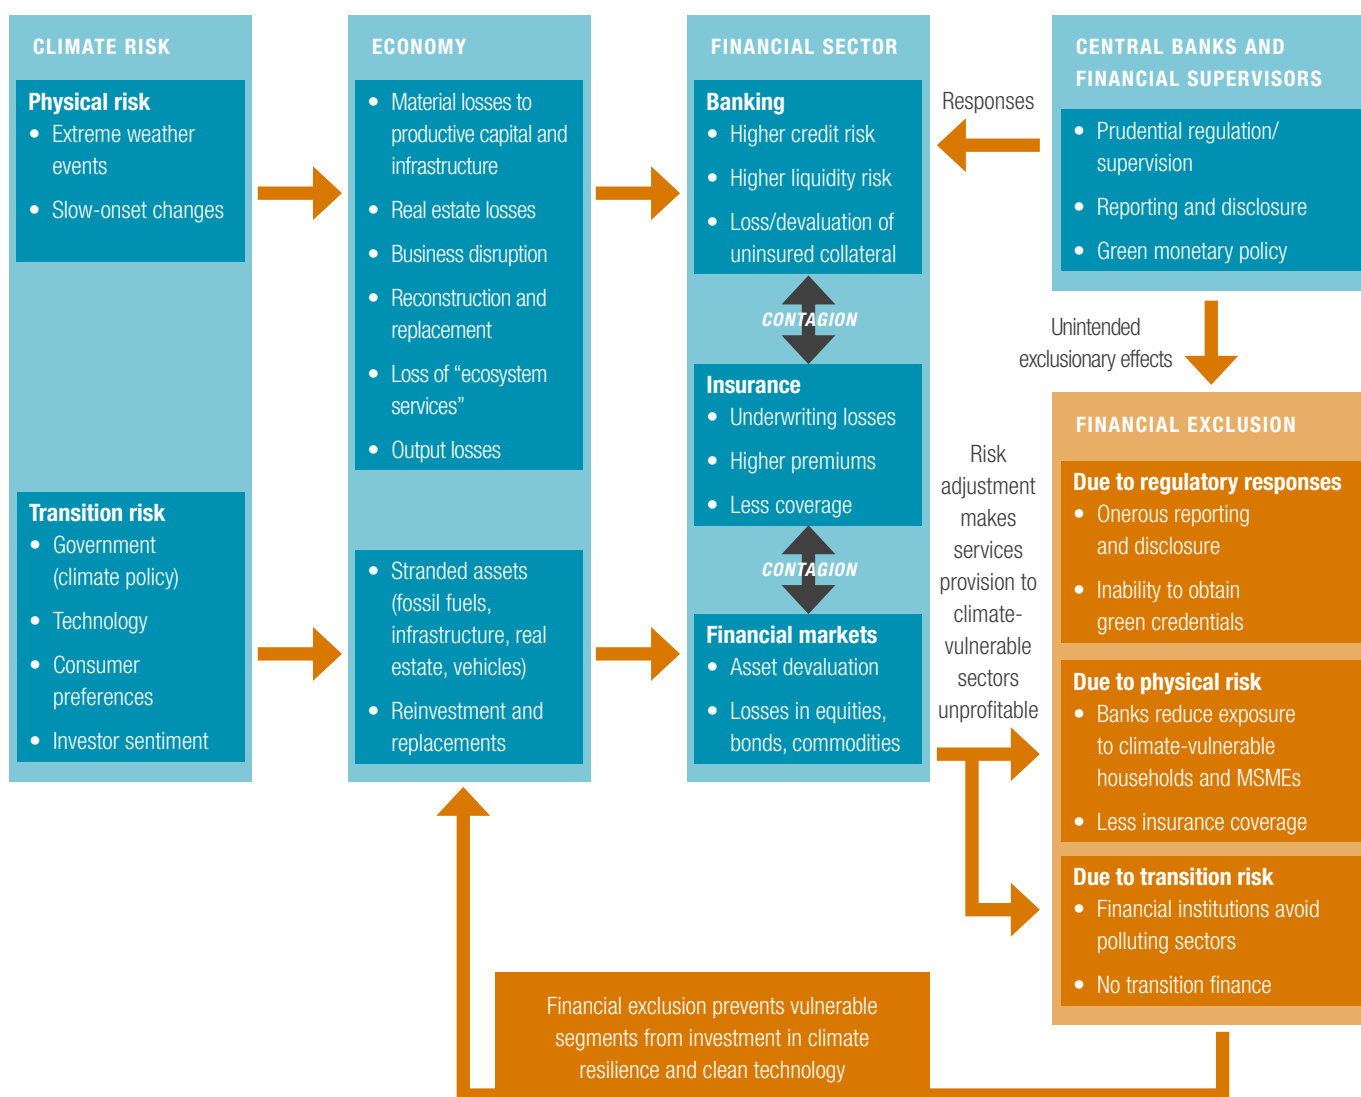 CLIMATE RISK
Physical risk
• Extreme weather
events
• Slow-onset changes
Transition risk
• Government
(climate policy)
• Technology
• Consumer
preferences
• Investor sentiment
ECONOMY
• Material losses to
productive capital and
infrastructure
• Real estate losses
• Business disruption
• Reconstruction and
replacement
• Loss of “ecosystem
services”
• Output losses
• Stranded assets
(fossil fuels,
infrastructure, real
estate, vehicles)
• Reinvestment and
replacements
FINANCIAL SECTOR
Banking
• Higher credit risk
• Higher liquidity risk
• Loss/devaluation of
uninsured collateral
CONTAGION
Insurance
• Underwriting losses
• Higher premiums
• Less coverage
CONTAGION
Financial markets
• Asset devaluation
• Losses in equities,
bonds, commodities
Responses
CENTRAL BANKS AND
FINANCIAL SUPERVISORS
• Prudential regulation/
supervision
• Reporting and disclosure
• Green monetary policy
Unintended
exclusionary effects
Risk
adjustment
makes
services
provision to
climate-
vulnerable
sectors
unprofitable
FINANCIAL EXCLUSION
Due to regulatory responses
• Onerous reporting
and disclosure
• Inability to obtain
green credentials
Due to physical risk
• Banks reduce exposure
to climate-vulnerable
households and MSMEs
• Less insurance coverage
Due to transition risk
• Financial institutions avoid
polluting sectors
• No transition finance
Financial exclusion prevents vulnerable
segments from investment in climate
resilience and clean technology